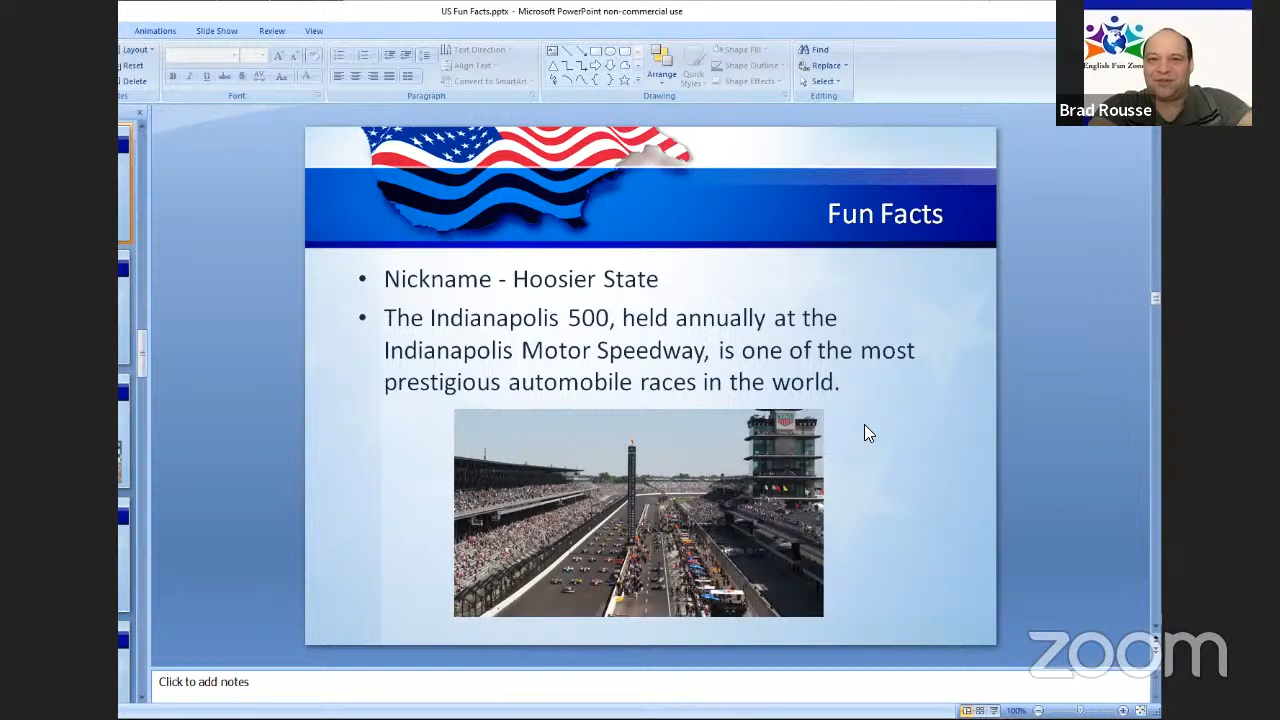 US Fun Facts.pptx - Microsoft PowerPoint non-commercial use
Animations Slide Show Review View
Layout
Reset
Delete
Text Direction
Align Text
Convert to SmartArt
Arrange
Quick
Styles
Shape Fill
Shape Outline
Shape Effects
Find
Replace
Select
Font Paragraph Drawing Editing
English Fun Zone
Brad Rousse
Fun Facts
• Nickname - Hoosier State
• The Indianapolis 500, held annually at the
Indianapolis Motor Speedway, is one of the most
prestigious automobile races in the world.
zoom
Click to add notes
100%